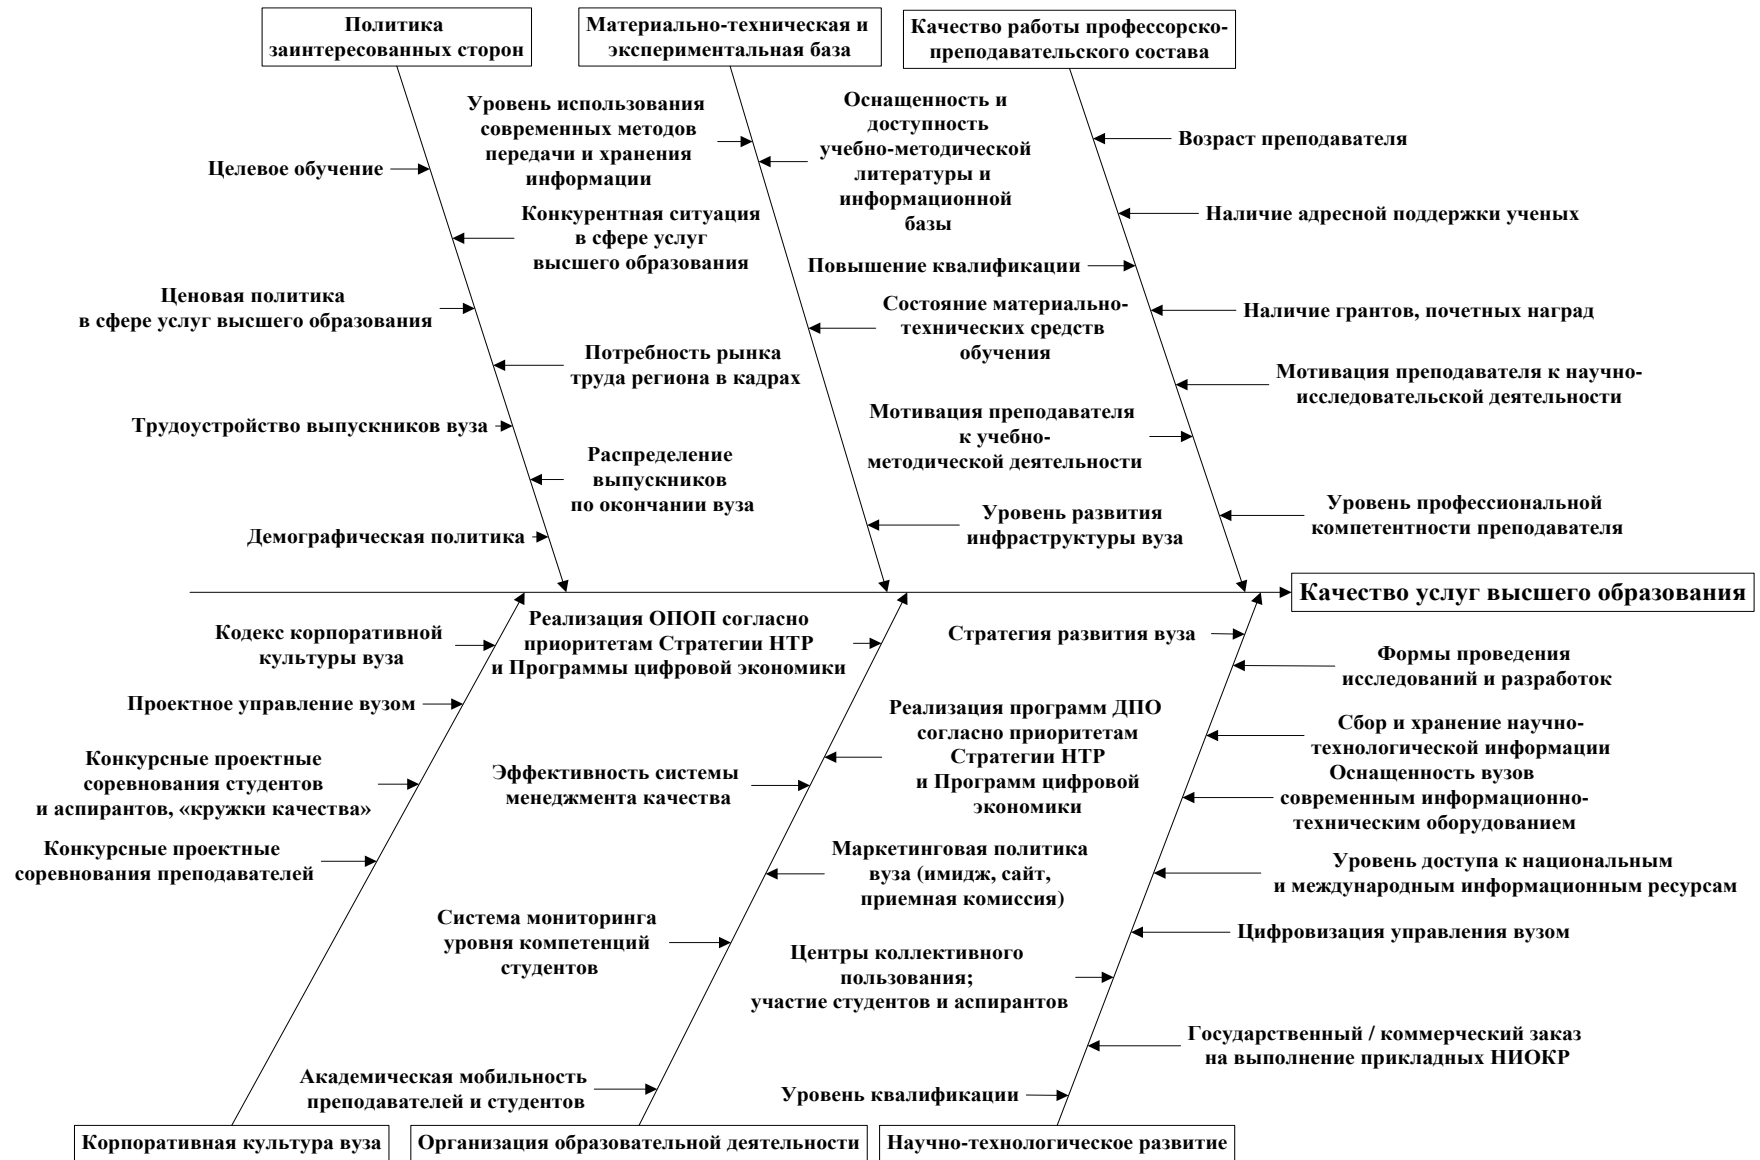 Политика
заинтересованных сторон
Материально-техническая и
экспериментальная база
Качество работы профессорско-
преподавательского состава
Уровень использования
современных методов
передачи и хранения
информации
Оснащенность и
доступность
учебно-методической
литературы и
информационной
базы
Возраст преподавателя
Целевое обучение
Конкурентная ситуация
в сфере услуг
высшего образования
Наличие адресной поддержки ученых
Повышение квалификации
Ценовая политика
в сфере услуг высшего образования
Состояние материально-
технических средств
обучения
Наличие грантов, почетных наград
Потребность рынка
труда региона в кадрах
Мотивация преподавателя к научно-
исследовательской деятельности
Трудоустройство выпускников вуза
Мотивация преподавателя
к учебно-
методической деятельности
Распределение
выпускников
по окончании вуза
Уровень развития
инфраструктуры вуза
Уровень профессиональной
компетентности преподавателя
Демографическая политика
Качество услуг высшего образования
Кодекс корпоративной
культуры вуза
Реализация ОПОП согласно
приоритетам Стратегии НТР
и Программы цифровой экономики
Стратегия развития вуза
Формы проведения
исследований и разработок
Проектное управление вузом
Реализация программ ДПО
согласно приоритетам
Стратегии НТР
и Программ цифровой
экономики
Сбор и хранение научно-
технологической информации
Конкурсные проектные
соревнования студентов
и аспирантов, «кружки качества»
Эффективность системы
менеджмента качества
Оснащенность вузов
современным информационно-
техническим оборудованием
Конкурсные проектные
соревнования преподавателей
Маркетинговая политика
вуза (имидж, сайт,
приемная комиссия)
Уровень доступа к национальным
и международным информационным ресурсам
Система мониторинга
уровня компетенций
студентов
Цифровизация управления вузом
Центры коллективного
пользования;
участие студентов и аспирантов
Государственный / коммерческий заказ
на выполнение прикладных НИОКР
Академическая мобильность
преподавателей и студентов
Уровень квалификации
Корпоративная культура вуза
Организация образовательной деятельности
Научно-технологическое развитие